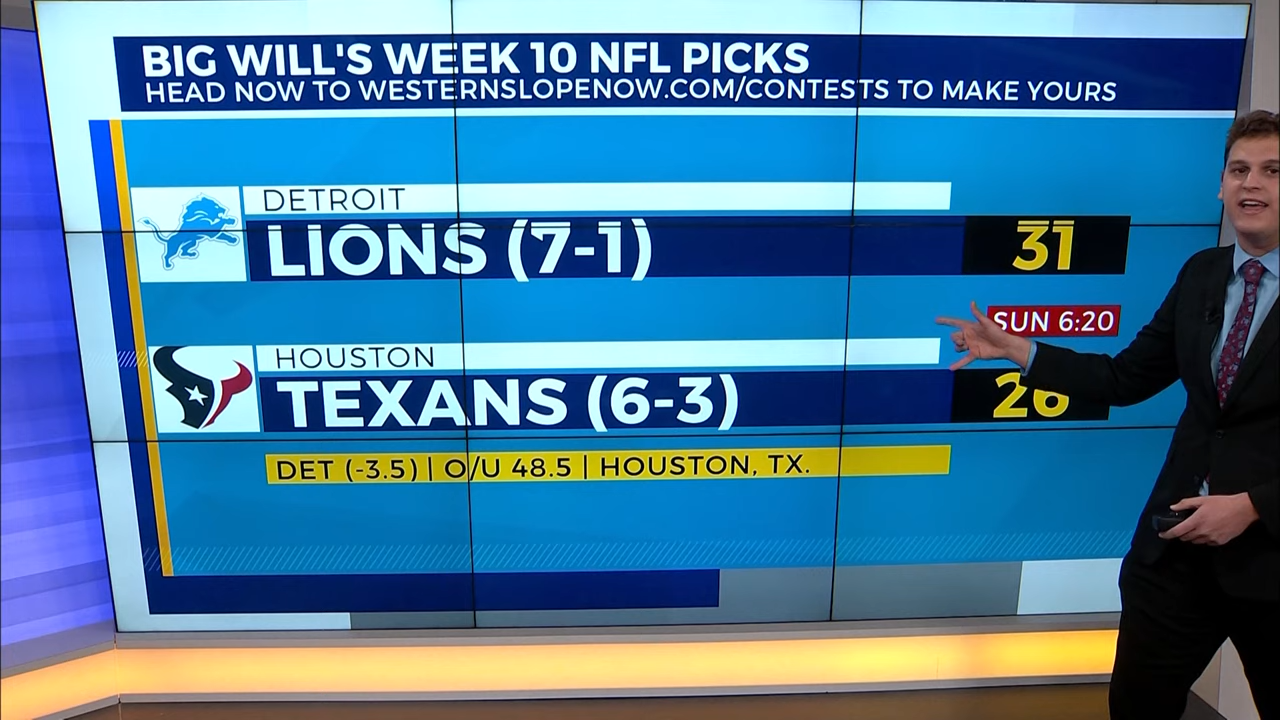 BIG WILL'S WEEK 10 NFL PICKS
HEAD NOW TO WESTERNSLOPENOW.COM/CONTESTS TO MAKE YOURS
DETROIT
LIONS (7-1)
31
SUN 6:20
HOUSTON
TEXANS (6-3)
26
DET (-3.5) | O/U 48.5 | HOUSTON, TX.